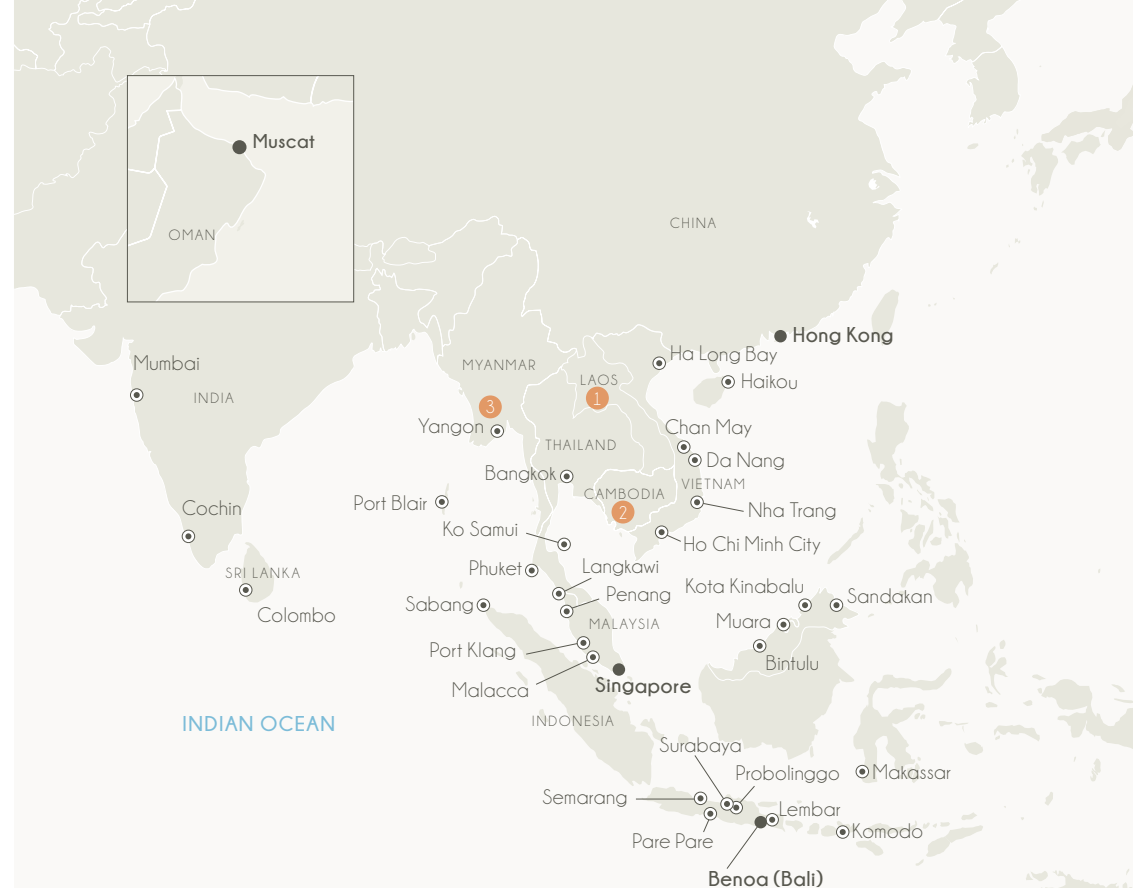 Muscat
OMAN
CHINA
Hong Kong
Ha Long Bay
Mumbai
MYANMAR
LAOS
Haikou
INDIA
1
3
Yangon
Chan May
THAILAND
Da Nang
Bangkok
VIETNAM
CAMBODIA
Port Blair
2
Nha Trang
Cochin
Ko Samui
Ho Chi Minh City
Phuket
Langkawi
SRI LANKA
Kota Kinabalu
Penang
Sandakan
Sabang
Colombo
MALAYSIA
Muara
Port Klang
Bintulu
Singapore
Malacca
INDIAN OCEAN
INDONESIA
Surabaya
Probolinggo
Makassar
Semarang
Lembar
Komodo
Pare Pare
Benoa (Bali)